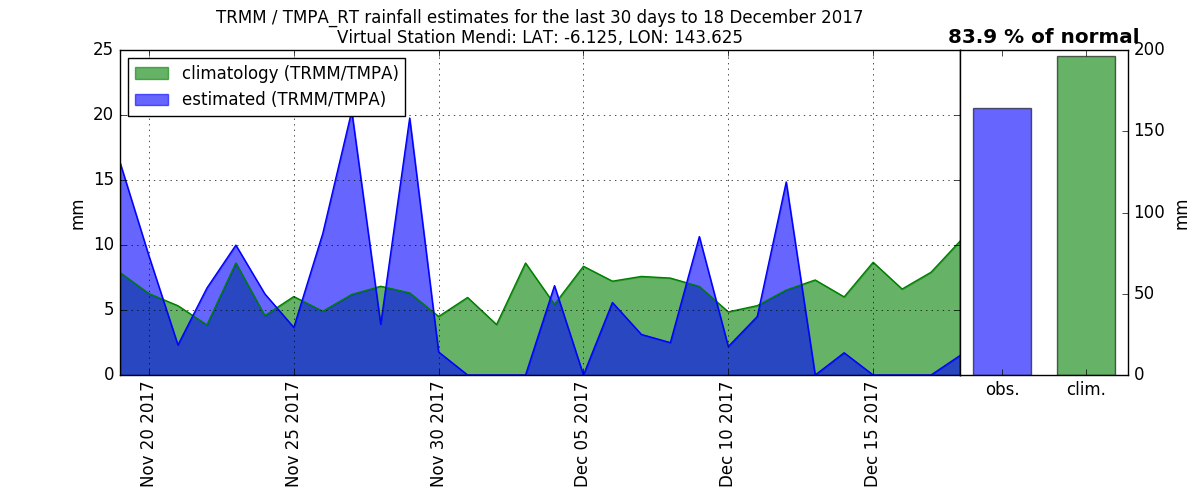 TRMM / TMPA_RT rainfall estimates for the last 30 days to 18 December 2017
Virtual Station Mendi: LAT: -6.125, LON: 143.625
83.9 % of normal
climatology (TRMM/TMPA)
estimated (TRMM/TMPA)
25
20
15
10
5
0
mm
Nov 20 2017
Nov 25 2017
Nov 30 2017
Dec 05 2017
Dec 10 2017
Dec 15 2017
obs.
clim.
200
150
100
50
0
mm